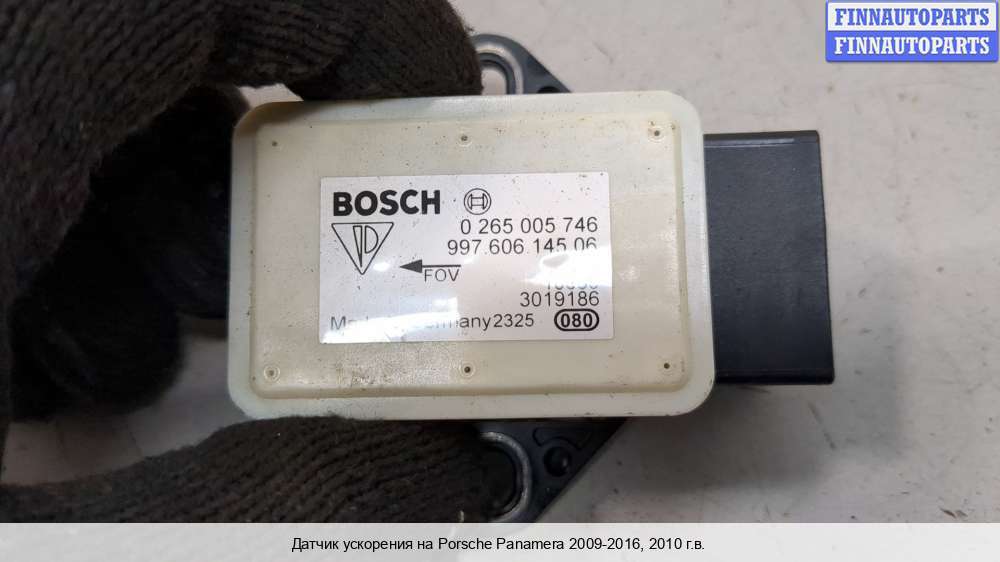 FINNAUTOPARTS
FINNAUTOPARTS
BOSCH
0 265 005 746
997.606.145.06
FOV
3019186
2325 080
Датчик ускорения на Porsche Panamera 2009-2016, 2010 г.в.